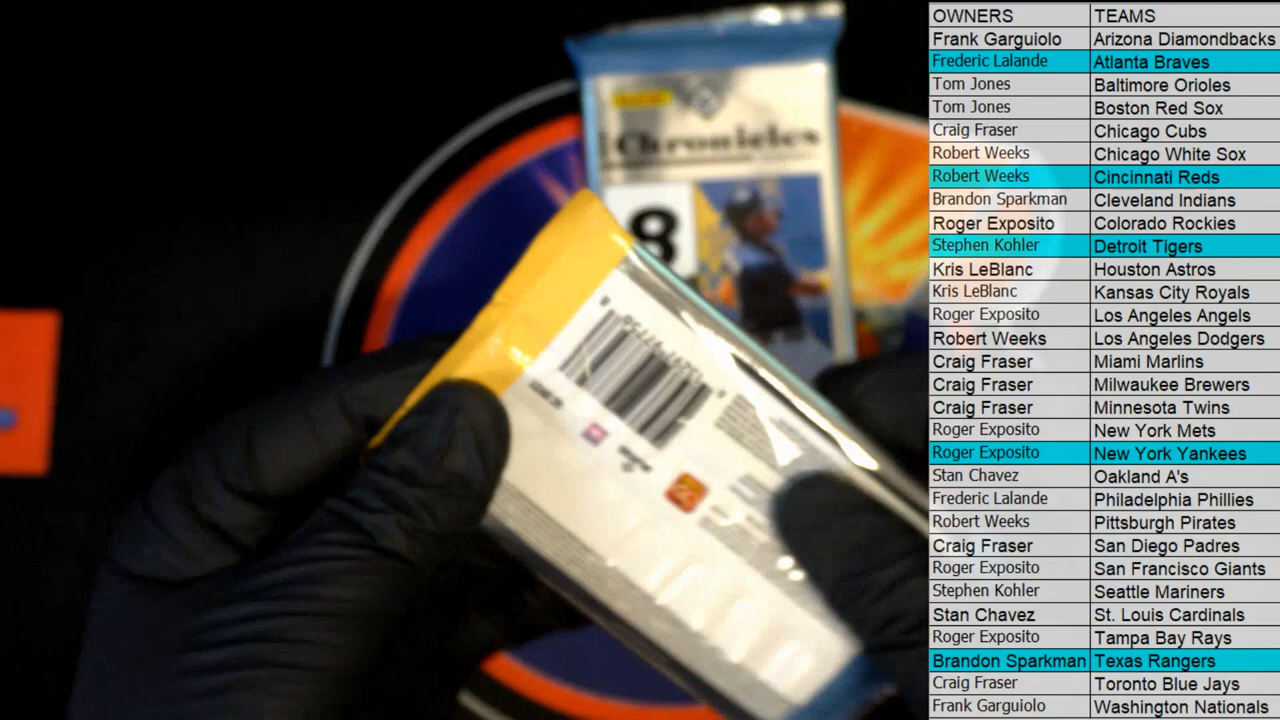 OWNERS TEAMS
Frank Garguiolo Arizona Diamondbacks
Frederic Lalande Atlanta Braves
Tom Jones Baltimore Orioles
Tom Jones Boston Red Sox
Craig Fraser Chicago Cubs
Robert Weeks Chicago White Sox
Robert Weeks Cincinnati Reds
Brandon Sparkman Cleveland Indians
Roger Exposito Colorado Rockies
Stephen Kohler Detroit Tigers
Kris LeBlanc Houston Astros
Kris LeBlanc Kansas City Royals
Roger Exposito Los Angeles Angels
Robert Weeks Los Angeles Dodgers
Craig Fraser Miami Marlins
Craig Fraser Milwaukee Brewers
Craig Fraser Minnesota Twins
Roger Exposito New York Mets
Roger Exposito New York Yankees
Stan Chavez Oakland A's
Frederic Lalande Philadelphia Phillies
Robert Weeks Pittsburgh Pirates
Craig Fraser San Diego Padres
Roger Exposito San Francisco Giants
Stephen Kohler Seattle Mariners
Stan Chavez St. Louis Cardinals
Roger Exposito Tampa Bay Rays
Brandon Sparkman Texas Rangers
Craig Fraser Toronto Blue Jays
Frank Garguiolo Washington Nationals
Chronicles
8